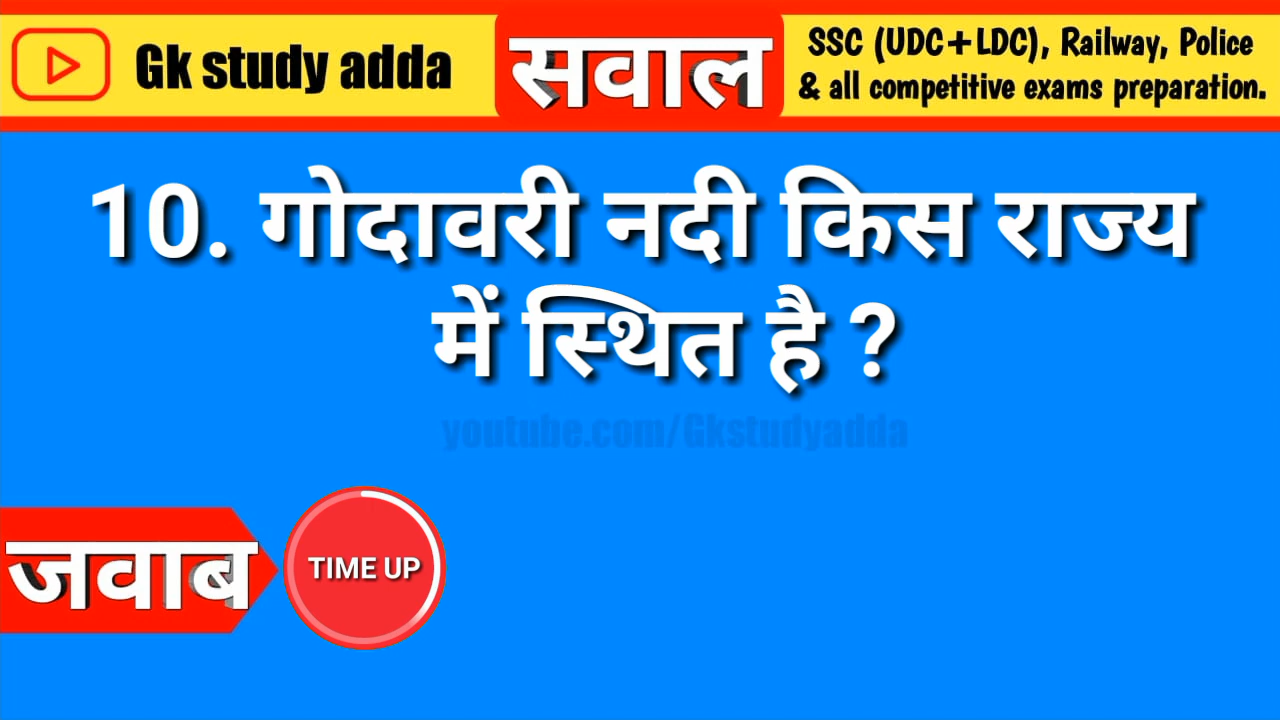 Gk study adda
सवाल
SSC (UDC+LDC), Railway, Police
& all competitive exams preparation.
10. गोदावरी नदी किस राज्य
में स्थित है ?
youtube.com/Gkstudyadda
जवाब
TIME UP